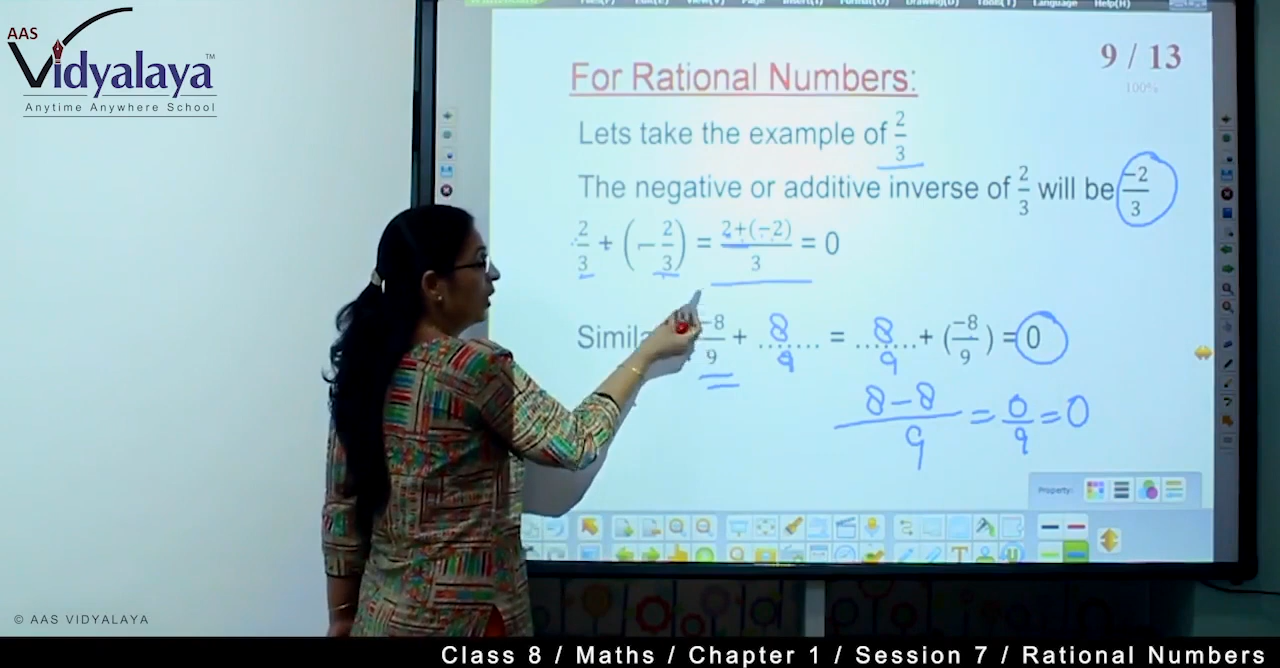 AAS
Vidyalaya™
Anytime Anywhere School
9 / 13
100%
For Rational Numbers:
Lets take the example of 2/3
The negative or additive inverse of 2/3 will be -2/3
2/3 + (-2/3) = 2+(-2)/3 = 0
-8/9 + 8/9 = 8/9 + (-8/9) = 0
8-8/9 = 0/9 = 0
Property:
© AAS VIDYALAYA
Class 8 / Maths / Chapter 1 / Session 7 / Rational Numbers